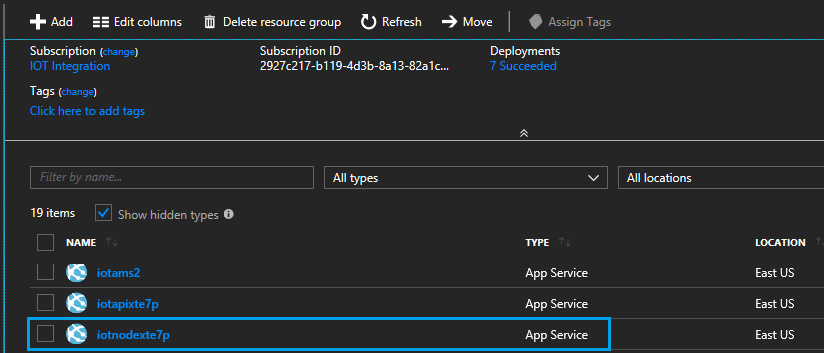 Add Edit columns Delete resource group Refresh Move Assign Tags
Subscription (change) Subscription ID Deployments
IOT Integration 2927c217-b119-4d3b-8a13-82a1c... 7 Succeeded
Tags (change)
Click here to add tags
Filter by name... All types All locations
19 items Show hidden types
NAME TYPE LOCATION
iotams2 App Service East US
iotapixte7p App Service East US
iotnodexte7p App Service East US